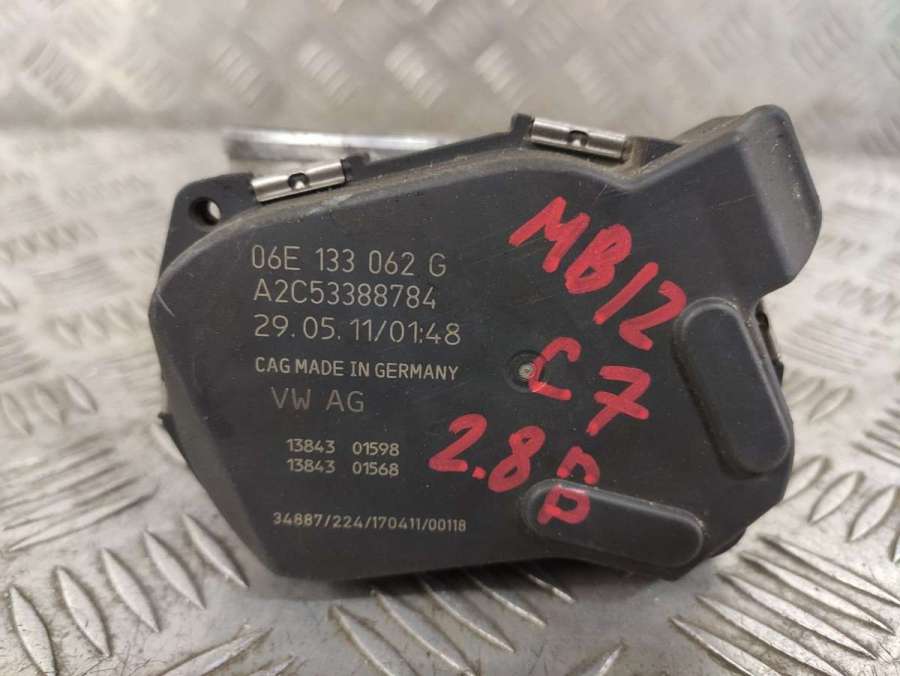 06E 133 062 G
A2C53388784
29.05.11/01:48
CAG MADE IN GERMANY
VW AG
13843 01598
13843 01568
34887/224/170411/00118
MB12
C7
2.8 Б